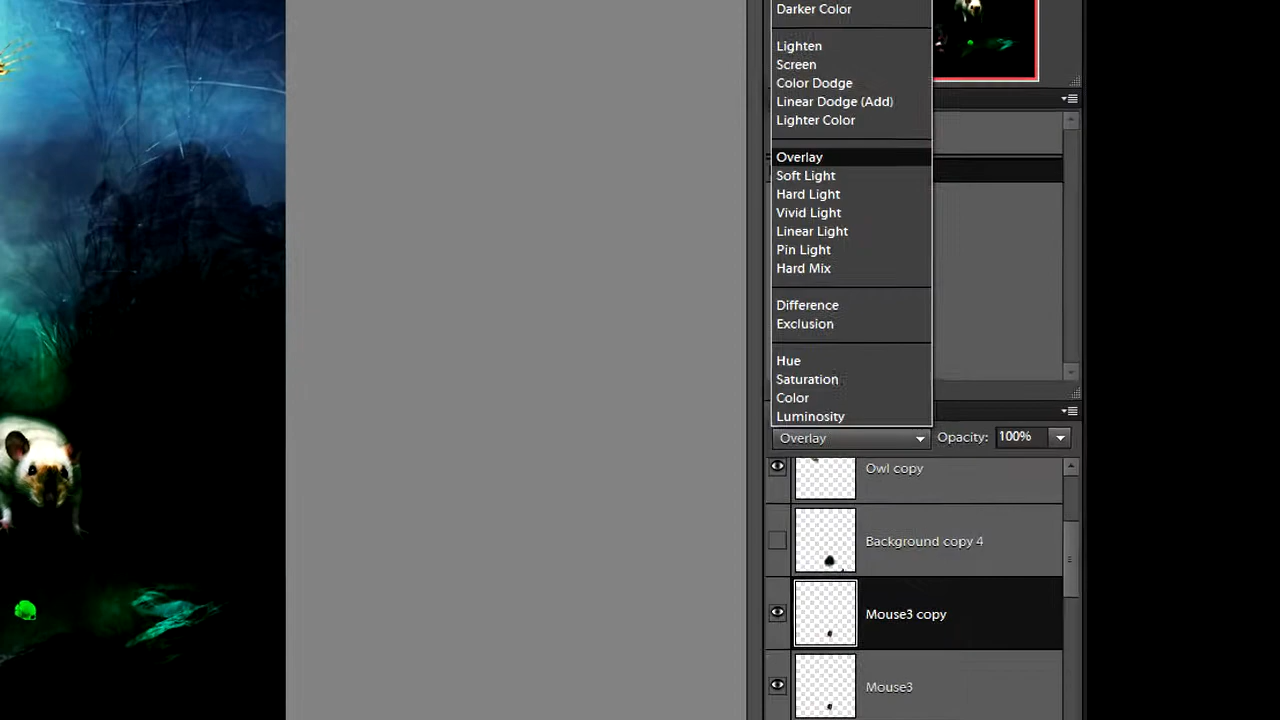 Darker Color
Lighten
Screen
Color Dodge
Linear Dodge (Add)
Lighter Color
Overlay
Soft Light
Hard Light
Vivid Light
Linear Light
Pin Light
Hard Mix
Difference
Exclusion
Hue
Saturation
Color
Luminosity
Overlay Opacity: 100%
Owl copy
Background copy 4
Mouse3 copy
Mouse3